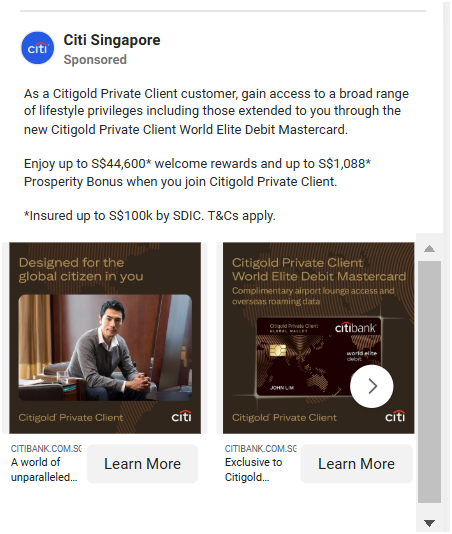 Citi Singapore
Sponsored
As a Citigold Private Client customer, gain access to a broad range
of lifestyle privileges including those extended to you through the
new Citigold Private Client World Elite Debit Mastercard.
Enjoy up to S$44,600* welcome rewards and up to S$1,088*
Prosperity Bonus when you join Citigold Private Client.
*Insured up to S$100k by SDIC. T&Cs apply.
Designed for the
global citizen in you
Citigold Private Client
citi
CITIBANK.COM.SG
A world of
unparalleled...
Learn More
Citigold Private Client
World Elite Debit Mastercard
Complimentary airport lounge access and
overseas roaming data
Citigold Private Client
GLOBAL WALLET
citibank
world elite
debit
JOHN LIM
Citigold Private Client
citi
CITIBANK.COM.SG
Exclusive to
Citigold...
Learn More